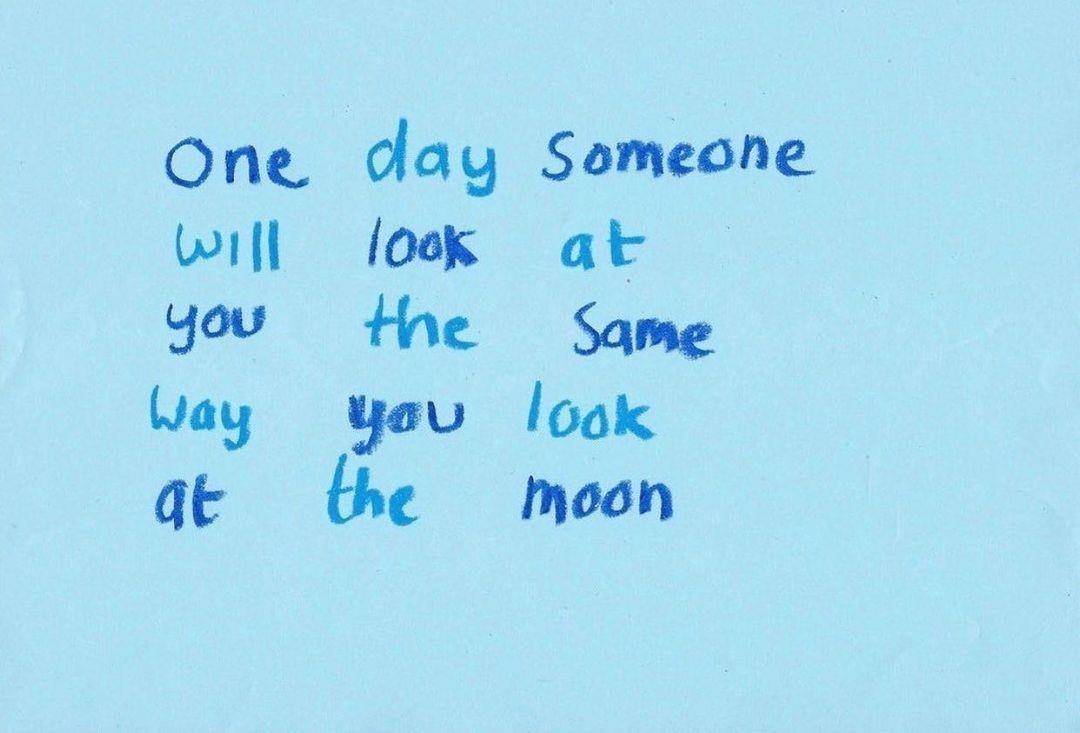 One day Someone
will look at
you the Same
way you look
at the moon